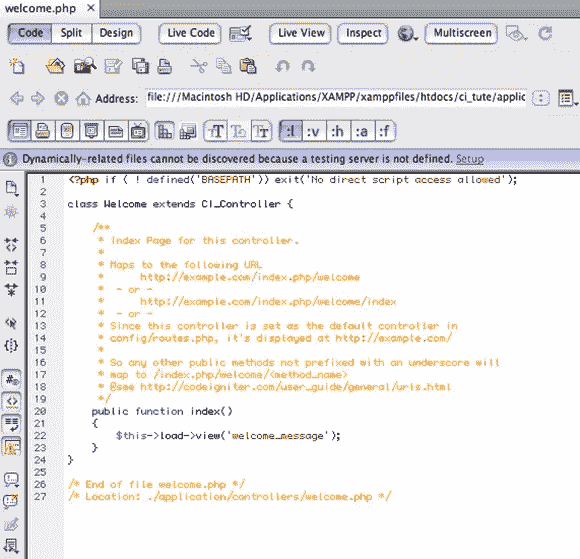 welcome.php ×
Code Split Design Live Code Live View Inspect Multiscreen
Address: file:///Macintosh HD/Applications/XAMPP/xamppfiles/htdocs/ci_tute/applic
:l :v :h :a :f
Dynamically-related files cannot be discovered because a testing server is not defined. Setup
1 <?php if ( ! defined('BASEPATH')) exit('No direct script access allowed');
2
3 class Welcome extends CI_Controller {
4
5 /**
6 * Index Page for this controller.
7 *
8 * Maps to the following URL
9 * http://example.com/index.php/welcome
10 * - or -
11 * http://example.com/index.php/welcome/index
12 * - or -
13 * Since this controller is set as the default controller in
14 * config/routes.php, it's displayed at http://example.com/
15 *
16 * So any other public methods not prefixed with an underscore will
17 * map to /index.php/welcome/<method_name>
18 * @see http://codeigniter.com/user_guide/general/urls.html
19 */
20 public function index()
21 {
22 $this->load->view('welcome_message');
23 }
24 }
25
26 /* End of file welcome.php */
27 /* Location: ./application/controllers/welcome.php */